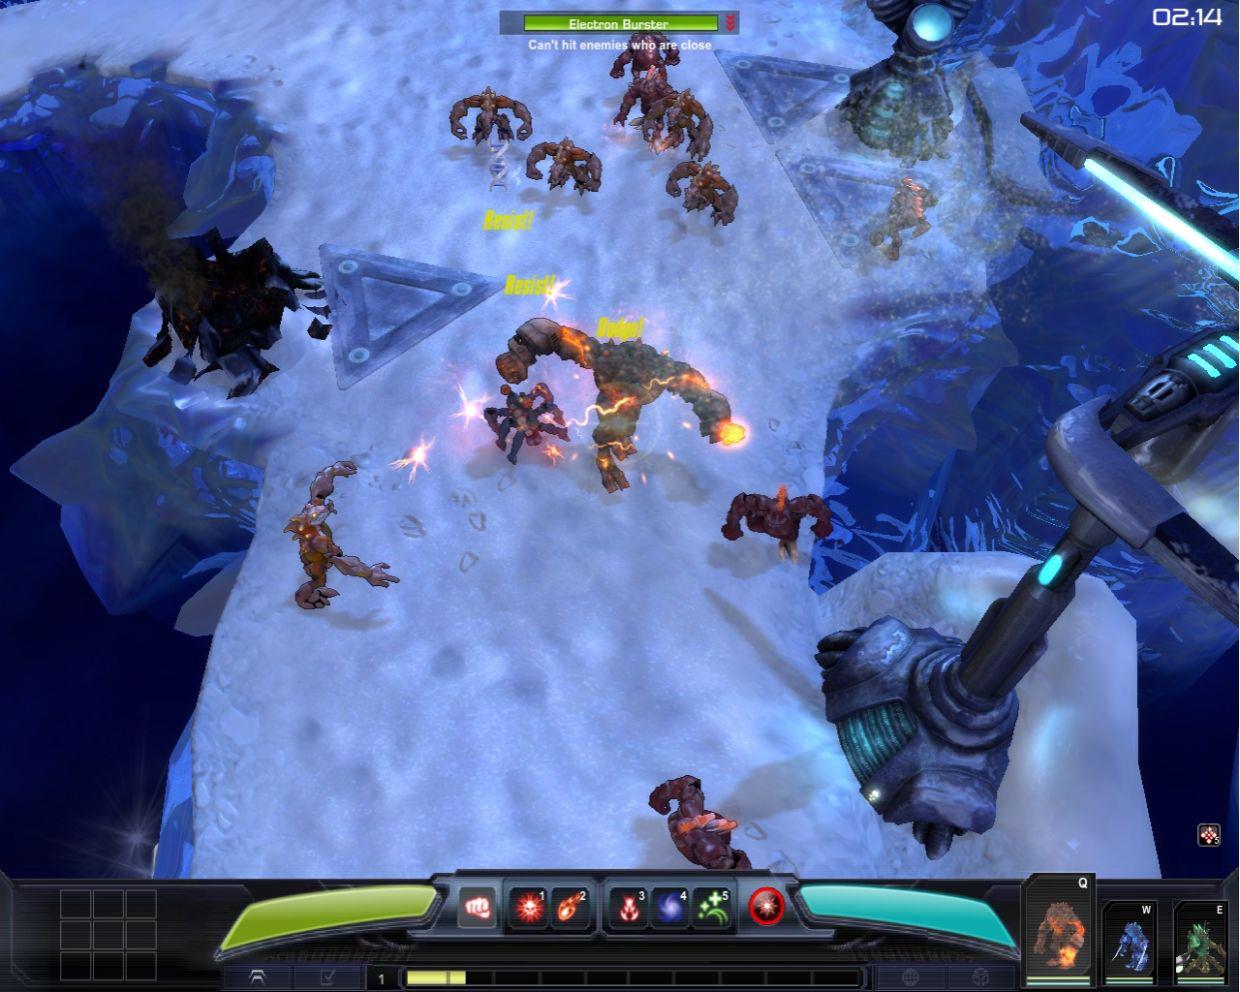 Electron Burster
Can't hit enemies who are close
02:14
Resist!
Resist!
Dodge!
5
1 2 3 4 5
Q
W
E
1